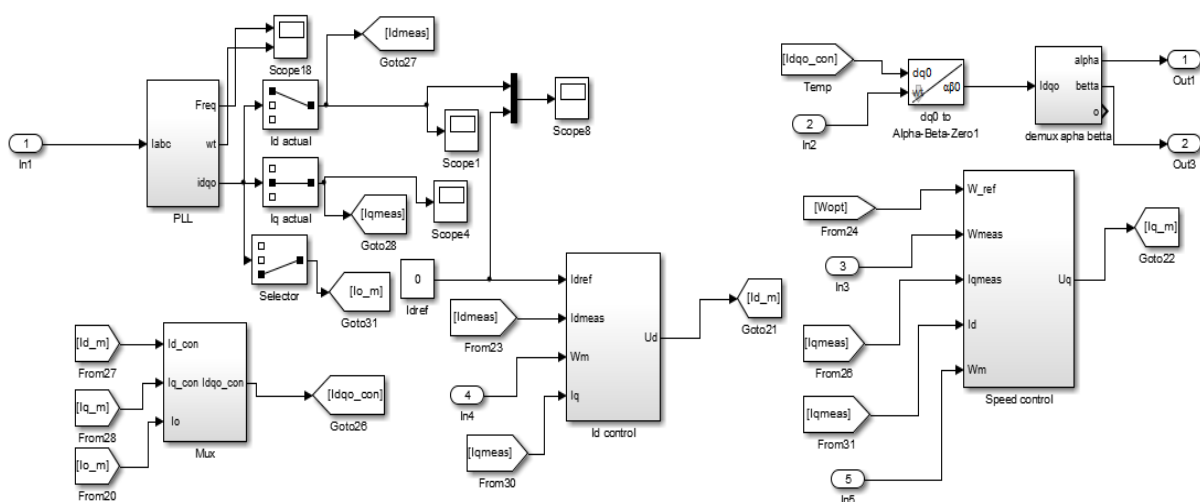 [Idmeas]
Goto27
Scope18
Freq
wt
idqo
Iabc
PLL
1
In1
Id actual
Scope1
Scope8
Iq actual
Scope4
[Iqmeas]
Goto28
Selector
[Io_m]
Goto31
0
Idref
[Id_m]
From27
[Iq_m]
From28
[Io_m]
From20
Id_con
Iq_con
Io
Idqo_con
Mux
[Idqo_con]
Goto26
[Idmeas]
From23
4
In4
[Iqmeas]
From30
Idref
Idmeas
Wm
Iq
Ud
Id control
[Id_m]
Goto21
[Idqo_con]
Temp
2
In2
dq0
wt
αβ0
dq0 to
Alpha-Beta-Zero1
Idqo
alpha
betta
o
demux apha betta
1
Out1
2
Out3
[Wopt]
From24
3
In3
[Iqmeas]
From26
[Iqmeas]
From31
5
In5
W_ref
Wmeas
Iqmeas
Id
Wm
Uq
Speed control
[Iq_m]
Goto22